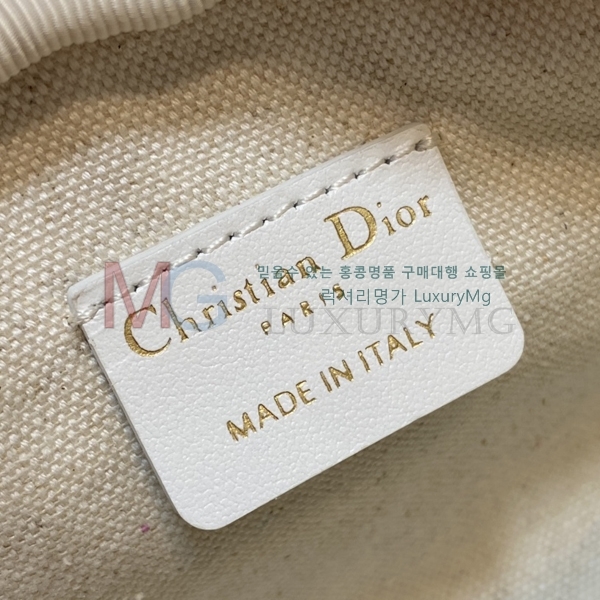 Christian Dior
PARIS
MADE IN ITALY
MG
믿을수 있는 홍콩명품 구매대행 쇼핑몰
럭셔리명가 LuxuryMg
LUXURYMG